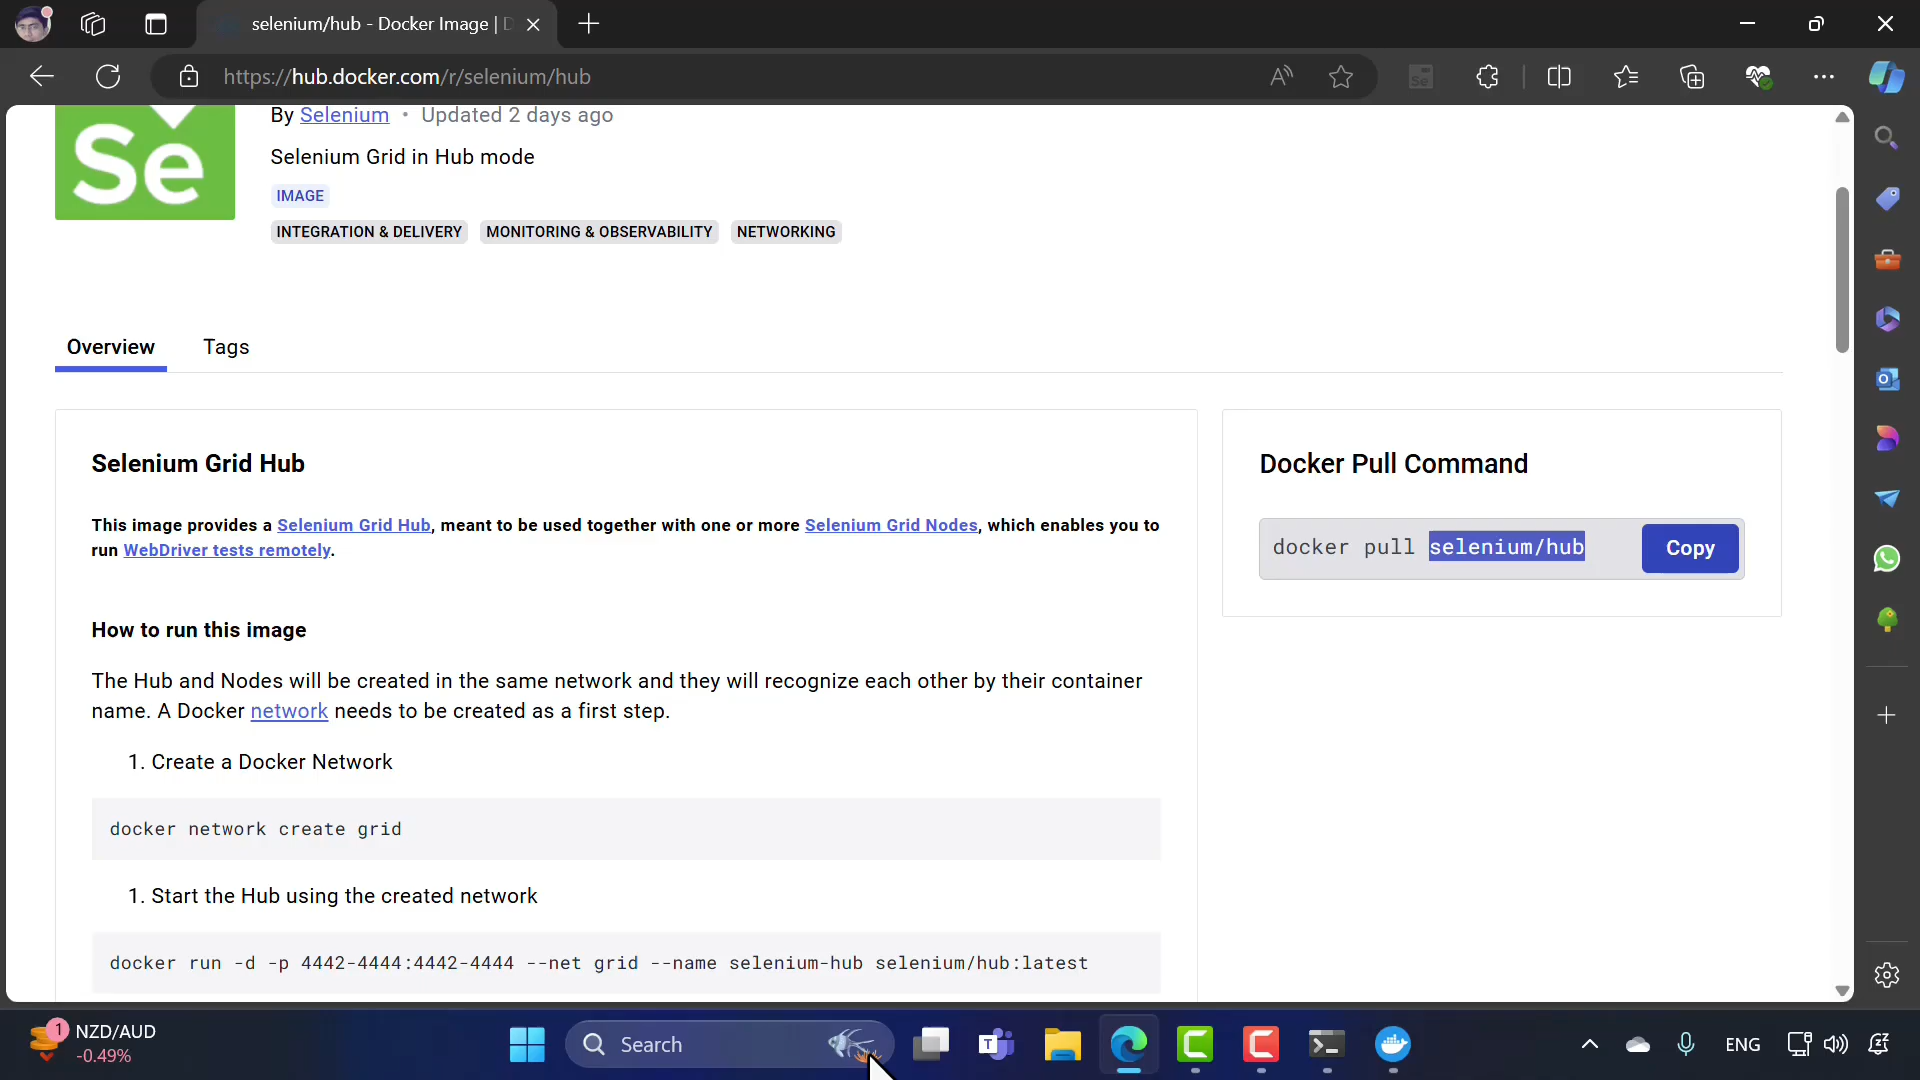 selenium/hub - Docker Image | D
https://hub.docker.com/r/selenium/hub
Se
By Selenium • Updated 2 days ago
Se
Selenium Grid in Hub mode
IMAGE
INTEGRATION & DELIVERY MONITORING & OBSERVABILITY NETWORKING
Overview Tags
Selenium Grid Hub
This image provides a Selenium Grid Hub, meant to be used together with one or more Selenium Grid Nodes, which enables you to
run WebDriver tests remotely.
How to run this image
The Hub and Nodes will be created in the same network and they will recognize each other by their container
name. A Docker network needs to be created as a first step.
1. Create a Docker Network
docker network create grid
1. Start the Hub using the created network
docker run -d -p 4442-4444:4442-4444 --net grid --name selenium-hub selenium/hub:latest
Docker Pull Command
docker pull selenium/hub
Copy
1
NZD/AUD
-0.49%
Search
ENG